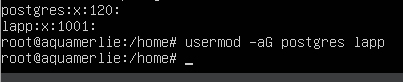 postgres:x:120:
lapp:x:1001:
root@aquamerlie:/home# usermod -aG postgres lapp
root@aquamerlie:/home# _